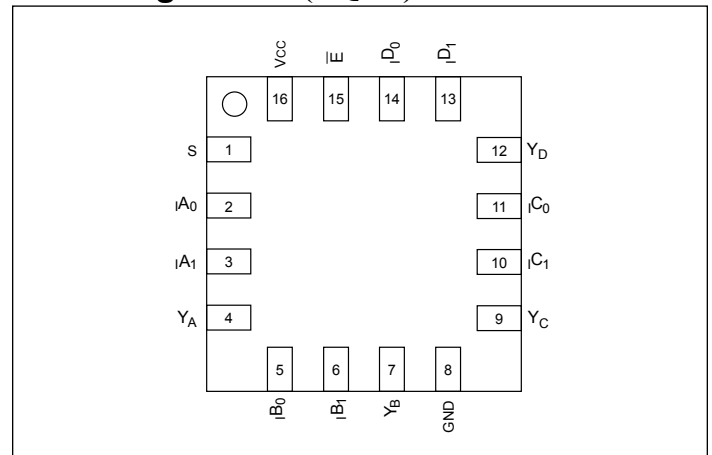 VCC
E̅
ID0
ID1
16
15
14
13
S 1
12 YD
IA0 2
11 IC0
IA1 3
10 IC1
YA 4
9 YC
5
6
7
8
IB0
IB1
YB
GND